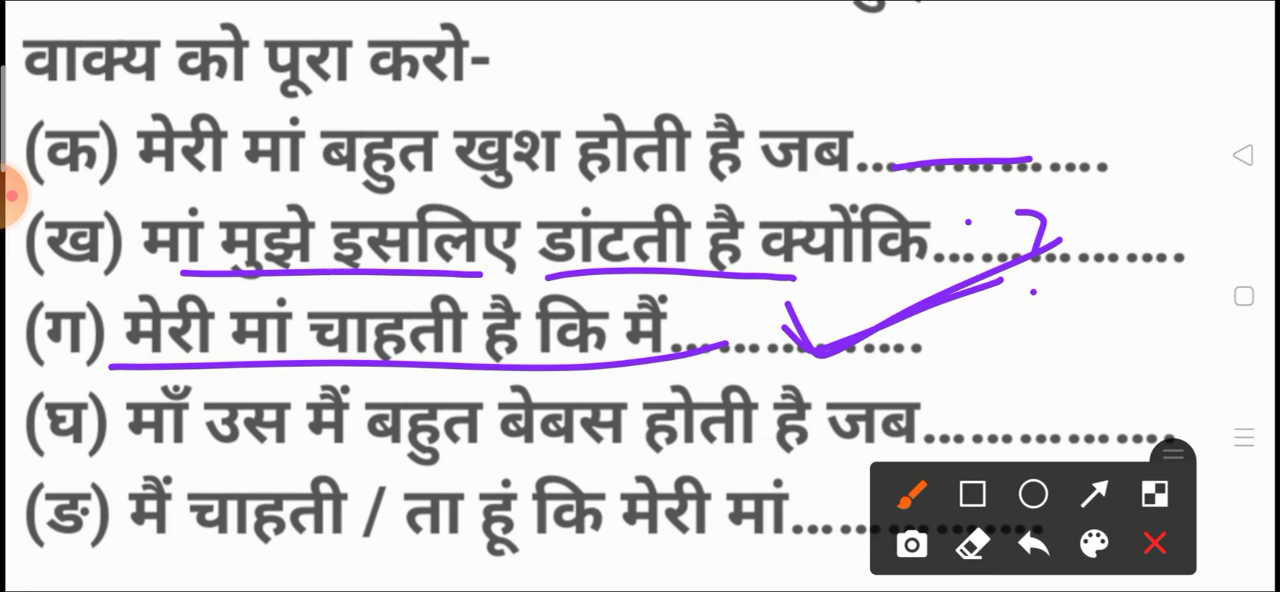 वाक्य को पूरा करो-
(क) मेरी मां बहुत खुश होती है जब..................
(ख) मां मुझे इसलिए डांटती है क्योंकि..................
(ग) मेरी मां चाहती है कि मैं..................
(घ) माँ उस मैं बहुत बेबस होती है जब..................
(ङ) मैं चाहती / ता हूं कि मेरी मां..................